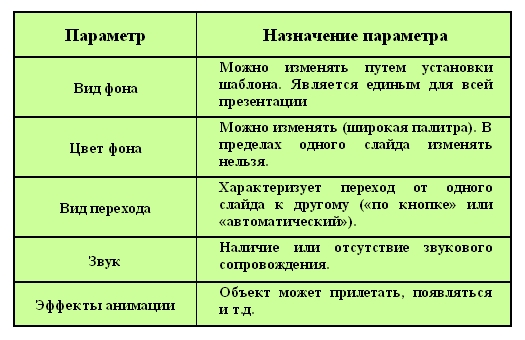 Параметр Назначение параметра
Вид фона
Можно изменять путем установки
шаблона. Является единым для всей
презентации
Цвет фона
Можно изменять (широкая палитра). В
пределах одного слайда изменять
нельзя.
Вид перехода
Характеризует переход от одного
слайда к другому («по кнопке» или
«автоматический»).
Звук
Наличие или отсутствие звукового
сопровождения.
Эффекты анимации
Объект может прилетать, появляться
и т.д.